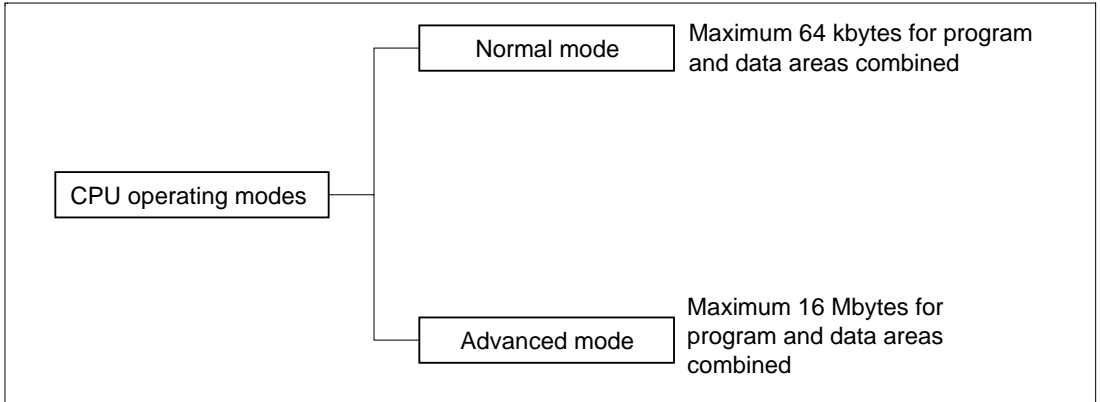 Normal mode
Maximum 64 kbytes for program
and data areas combined
CPU operating modes
Advanced mode
Maximum 16 Mbytes for
program and data areas
combined